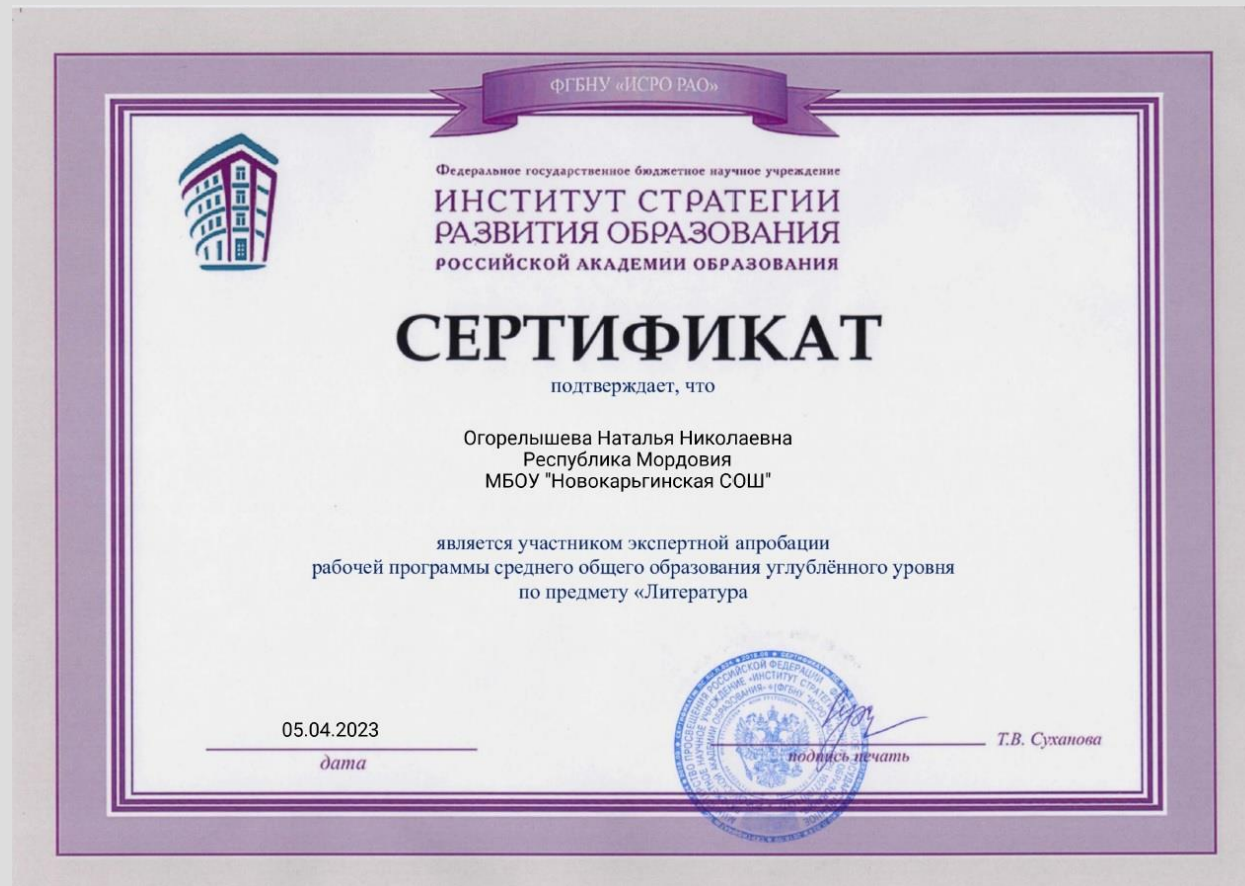 ФГБНУ «ИСРО РАО»
Федеральное государственное бюджетное научное учреждение
ИНСТИТУТ СТРАТЕГИИ
РАЗВИТИЯ ОБРАЗОВАНИЯ
РОССИЙСКОЙ АКАДЕМИИ ОБРАЗОВАНИЯ
СЕРТИФИКАТ
подтверждает, что
Огорелышева Наталья Николаевна
Республика Мордовия
МБОУ "Новокарьгинская СОШ"
является участником экспертной апробации
рабочей программы среднего общего образования углублённого уровня
по предмету «Литература
05.04.2023
дата
подпись печать
Т.В. Суханова